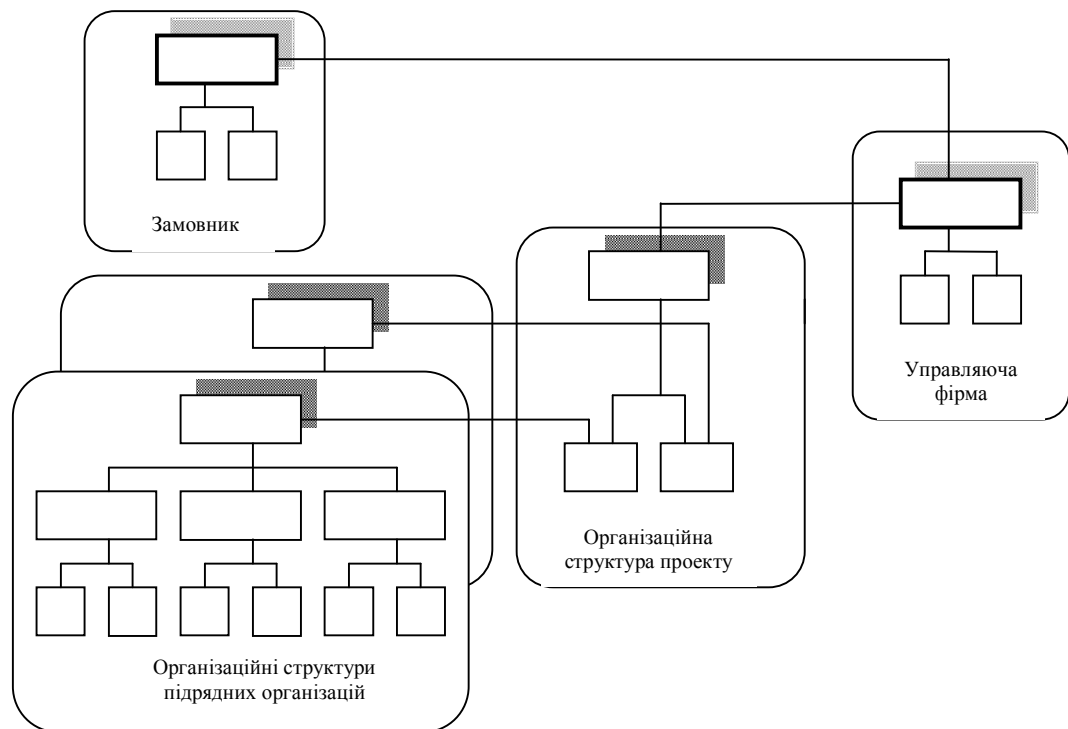 Замовник
Управляюча
фірма
Організаційна
структура проекту
Організаційні структури
підрядних організацій